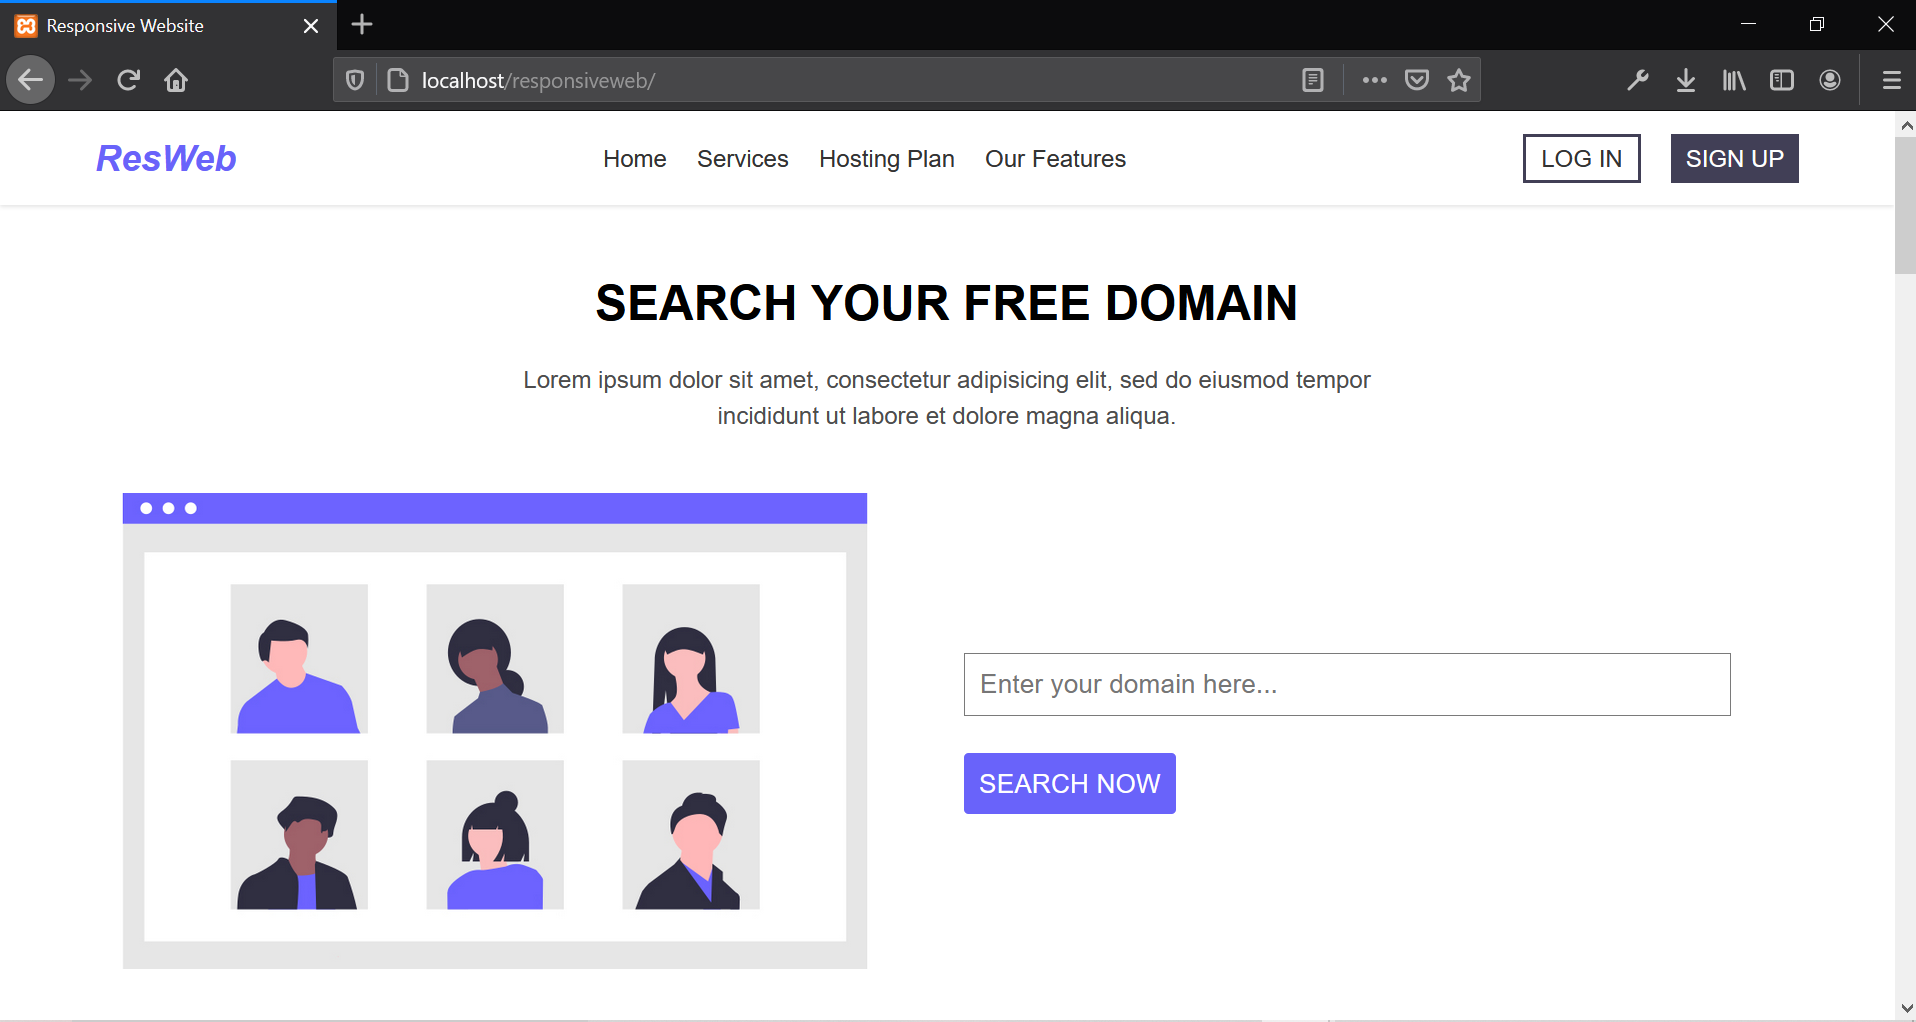 Responsive Website
localhost/responsiveweb/
ResWeb
Home Services Hosting Plan Our Features
LOG IN SIGN UP
SEARCH YOUR FREE DOMAIN
Lorem ipsum dolor sit amet, consectetur adipisicing elit, sed do eiusmod tempor
incididunt ut labore et dolore magna aliqua.
Enter your domain here...
SEARCH NOW